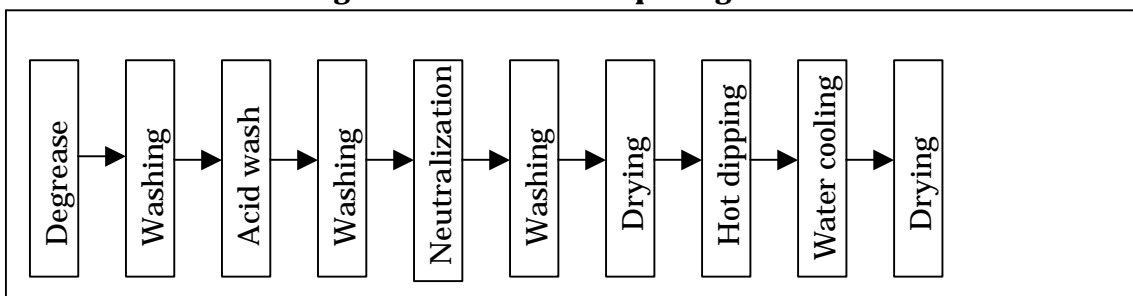 Degrease
Washing
Acid wash
Washing
Neutralization
Washing
Drying
Hot dipping
Water cooling
Drying